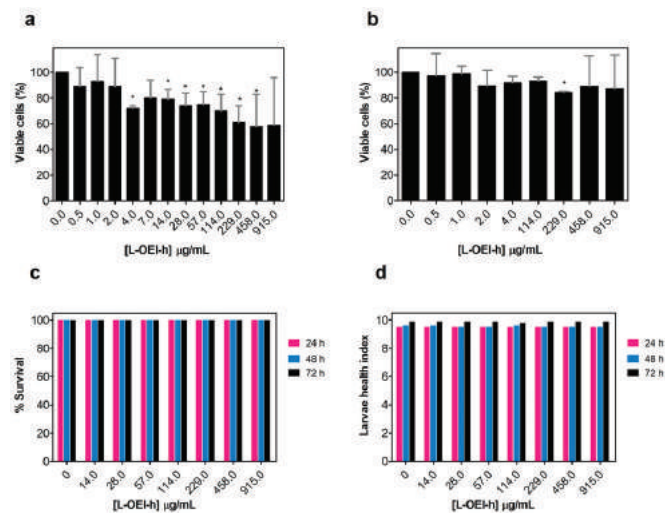 a
Viable cells (%)
100
80
60
40
20
0
0.0 0.5 1.0 2.0 4.0 7.0 14.0 28.0 57.0 114.0 229.0 458.0 915.0
* * * * * * *
[L-OEI-h] μg/mL
b
Viable cells (%)
100
80
60
40
20
0
0.0 0.5 1.0 2.0 4.0 114.0 229.0 458.0 915.0
*
[L-OEI-h] μg/mL
c
% Survival
100
80
60
40
20
0
0 14.0 28.0 57.0 114.0 229.0 458.0 915.0
[L-OEI-h] μg/mL
24 h
48 h
72 h
d
Larvae health index
10
8
6
4
2
0
0 14.0 28.0 57.0 114.0 229.0 458.0 915.0
[L-OEI-h] μg/mL
24 h
48 h
72 h